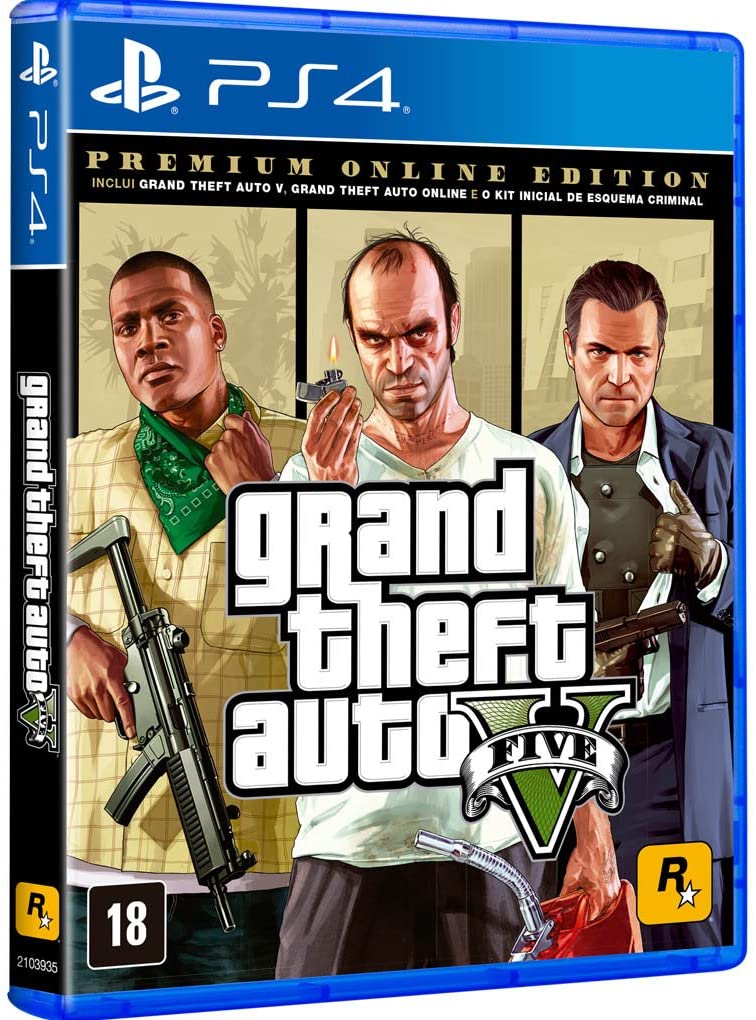 PS4
PREMIUM ONLINE EDITION
INCLUI GRAND THEFT AUTO V, GRAND THEFT AUTO ONLINE E O KIT INICIAL DE ESQUEMA CRIMINAL
grand
theft
auto V
FIVE
18
R
PS4
grand theft auto V
FIVE
R
2103935